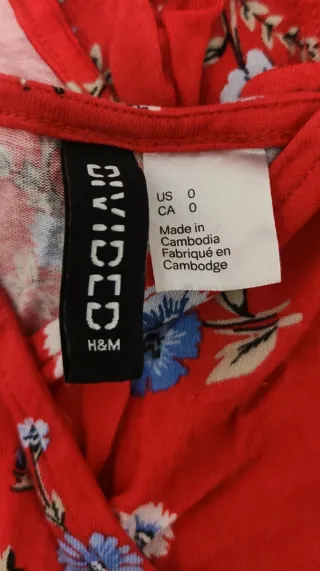 DIVIDED
H&M
US 0
CA 0
Made in
Cambodia
Fabriqué en
Cambodge